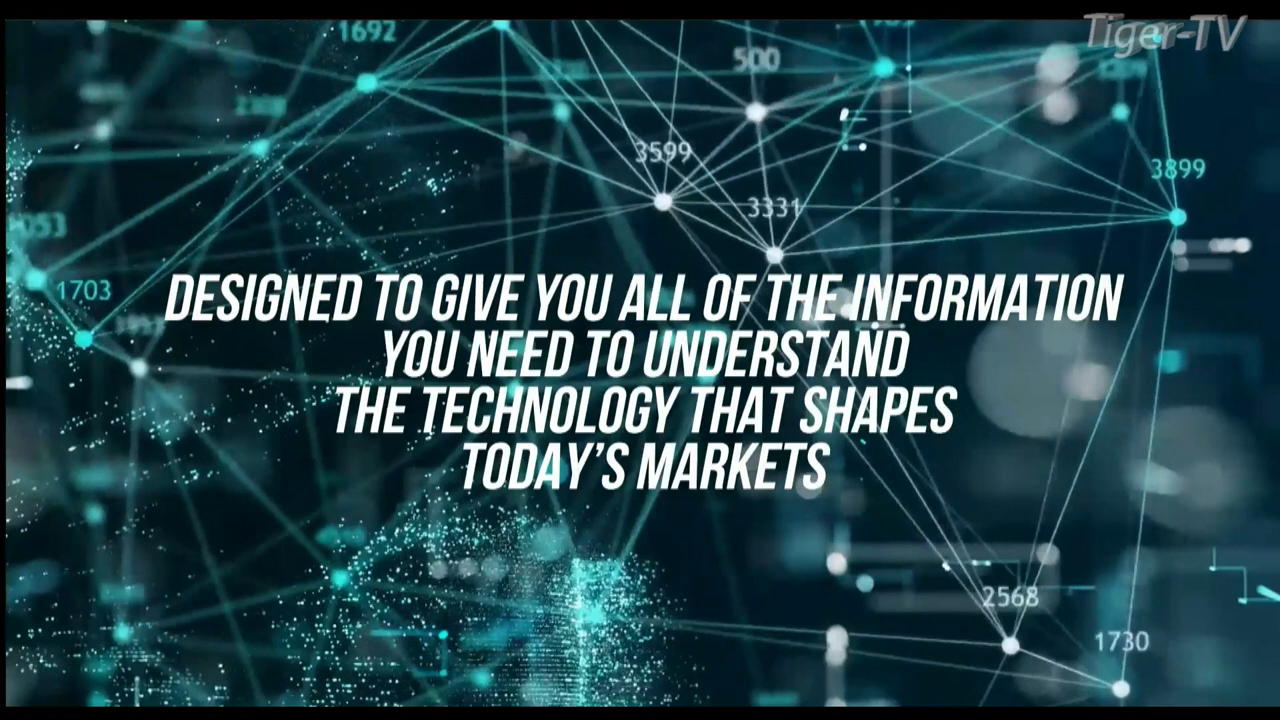 Tiger-TV
1692
500
3599
3899
3331
1703
DESIGNED TO GIVE YOU ALL OF THE INFORMATION
YOU NEED TO UNDERSTAND
THE TECHNOLOGY THAT SHAPES
TODAY'S MARKETS
2568
1730